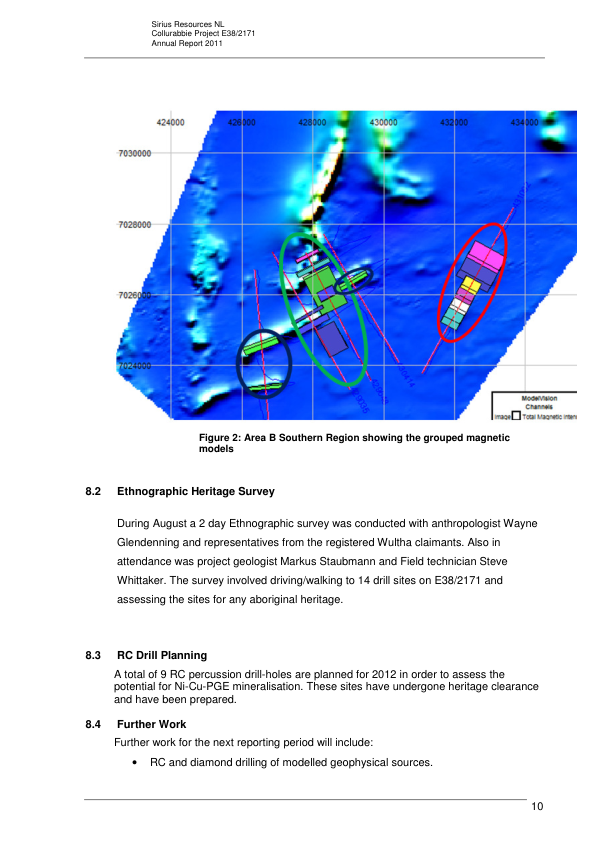 Sirius Resources NL
Collurabbie Project E38/2171
Annual Report 2011
424000 426000 428000 430000 432000 434000
7030000
7028000
7026000
7024000
ModelVision
Channels
Image Total Magnetic Inten
Figure 2: Area B Southern Region showing the grouped magnetic
models
8.2 Ethnographic Heritage Survey
During August a 2 day Ethnographic survey was conducted with anthropologist Wayne
Glendenning and representatives from the registered Wultha claimants. Also in
attendance was project geologist Markus Staubmann and Field technician Steve
Whittaker. The survey involved driving/walking to 14 drill sites on E38/2171 and
assessing the sites for any aboriginal heritage.
8.3 RC Drill Planning
A total of 9 RC percussion drill-holes are planned for 2012 in order to assess the
potential for Ni-Cu-PGE mineralisation. These sites have undergone heritage clearance
and have been prepared.
8.4 Further Work
Further work for the next reporting period will include:
• RC and diamond drilling of modelled geophysical sources.
10